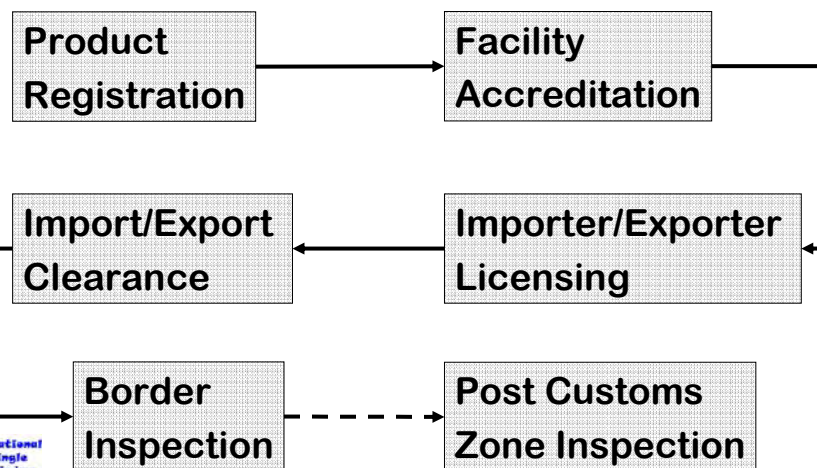 Product
Registration
Facility
Accreditation
Import/Export
Clearance
Importer/Exporter
Licensing
Border
Inspection
Post Customs
Zone Inspection